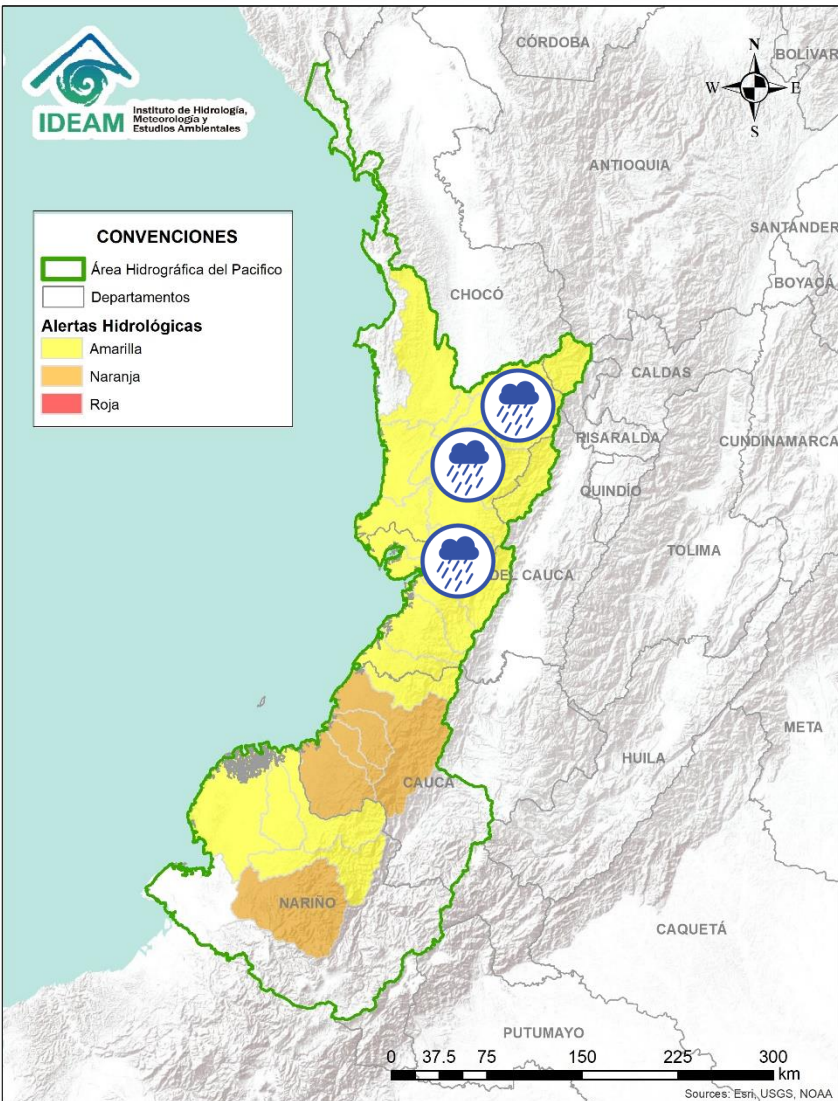 IDEAM
Instituto de Hidrología,
Meteorología y
Estudios Ambientales
CÓRDOBA
BOLÍVAR
N
W
E
S
ANTIOQUIA
SANTANDER
BOYACÁ
CONVENCIONES
Área Hidrográfica del Pacifico
Departamentos
Alertas Hidrológicas
Amarilla
Naranja
Roja
CHOCÓ
CALDAS
RISARALDA
CUNDINAMARCA
QUINDÍO
TOLIMA
DEL CAUCA
META
HUILA
CAUCA
NARIÑO
CAQUETÁ
PUTUMAYO
0 37.5 75 150 225 300
km
Sources: Esri, USGS, NOAA